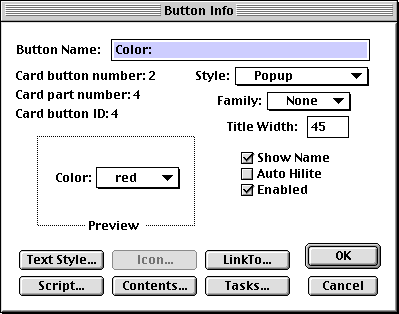 Button Info
Button Name: Color:
Card button number: 2 Style: Popup
Card part number: 4 Family: None
Card button ID: 4 Title Width: 45
Show Name
Color: red Auto Hilite
Enabled
Preview
Text Style... Icon... LinkTo... OK
Script... Contents... Tasks... Cancel